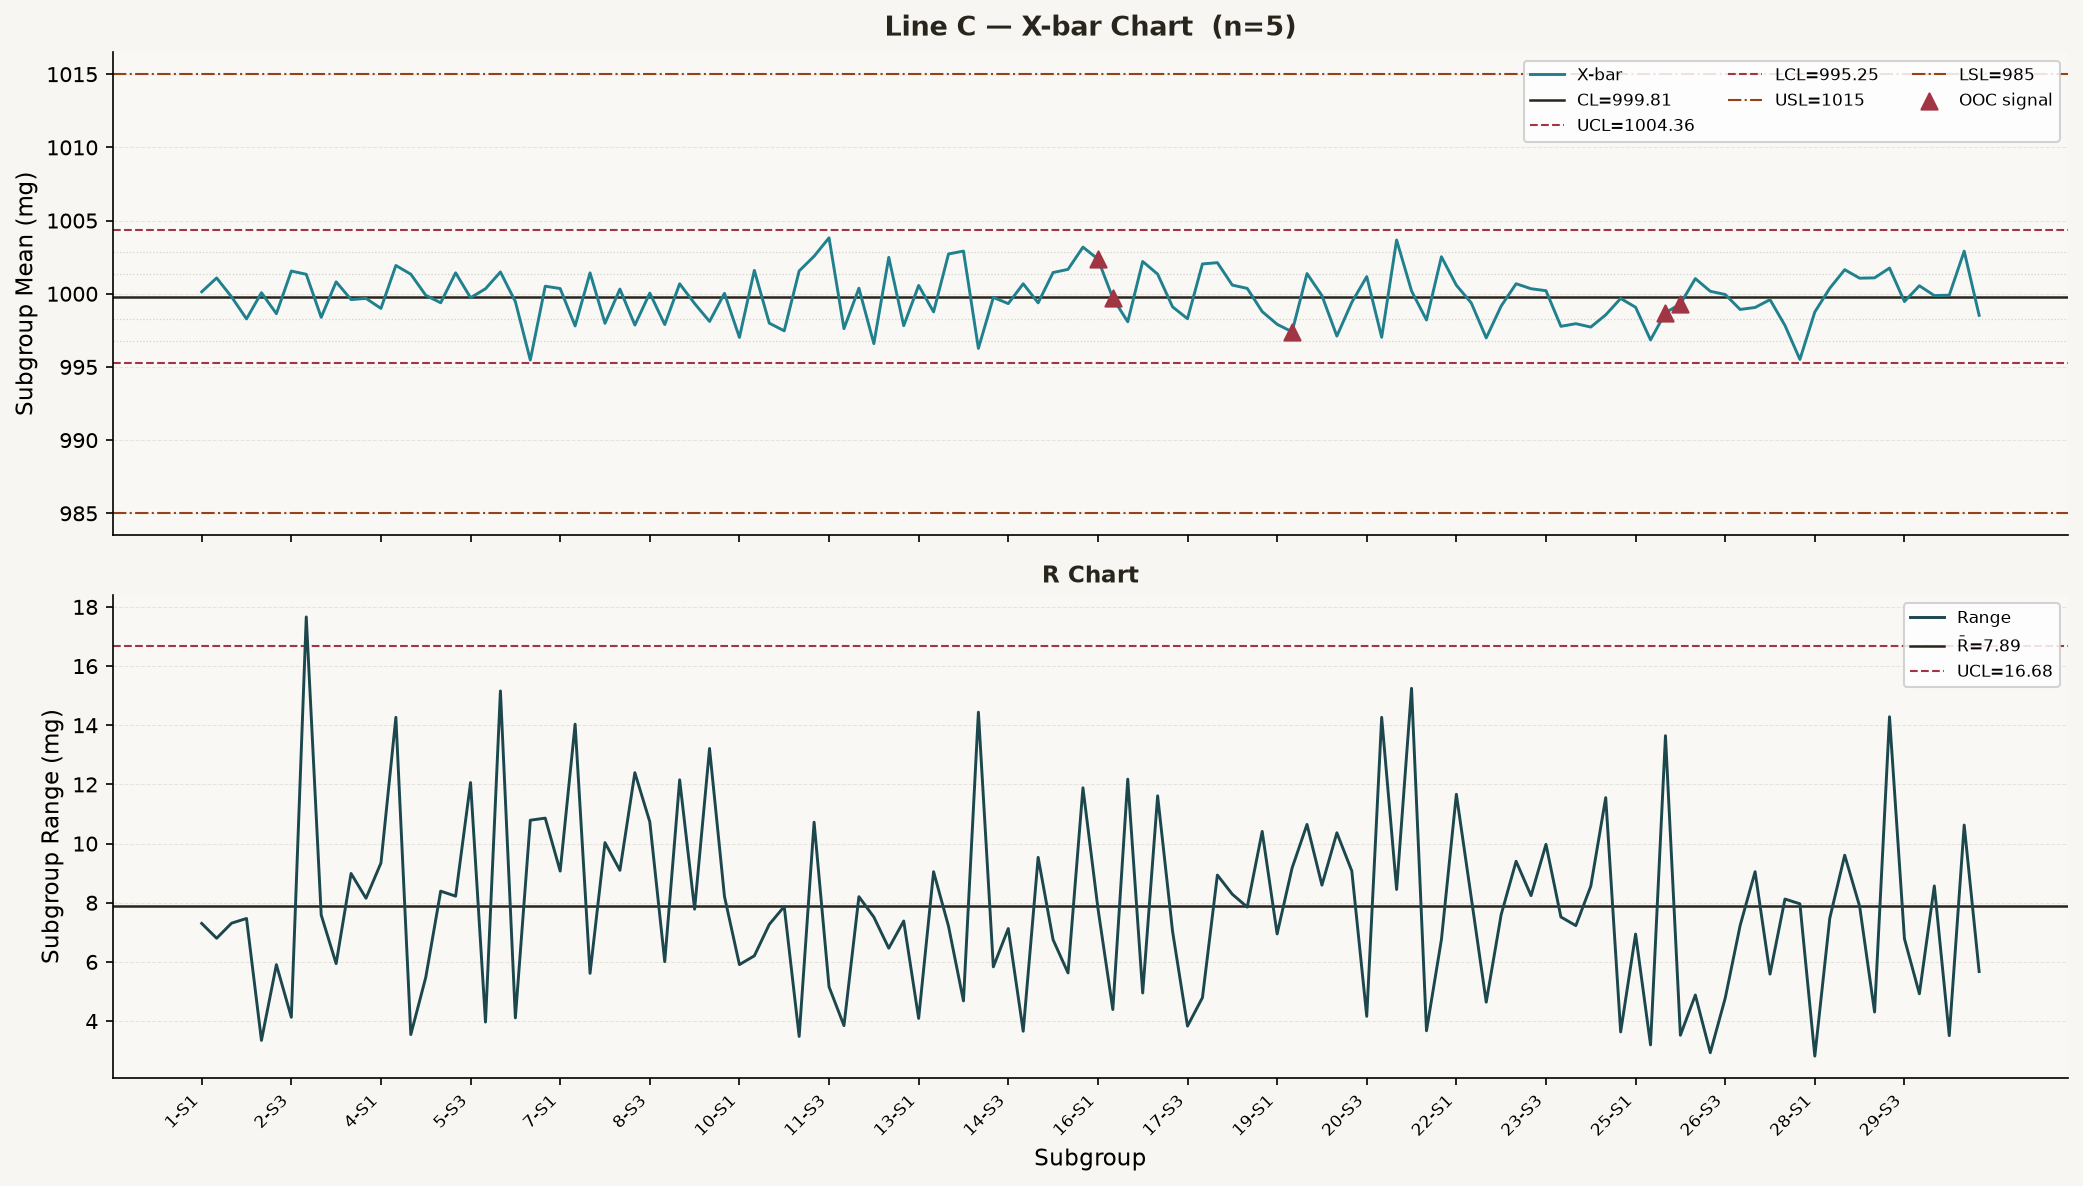 Line C — X-bar Chart  (n=5)
Subgroup Mean (mg)
1015
1010
1005
1000
995
990
985
X-bar
CL=999.81
UCL=1004.36
LCL=995.25
USL=1015
LSL=985
OOC signal
R Chart
Subgroup Range (mg)
18
16
14
12
10
8
6
4
Range
R̄=7.89
UCL=16.68
1-S1
2-S3
4-S1
5-S3
7-S1
8-S3
10-S1
11-S3
13-S1
14-S3
16-S1
17-S3
19-S1
20-S3
22-S1
23-S3
25-S1
26-S3
28-S1
29-S3
Subgroup